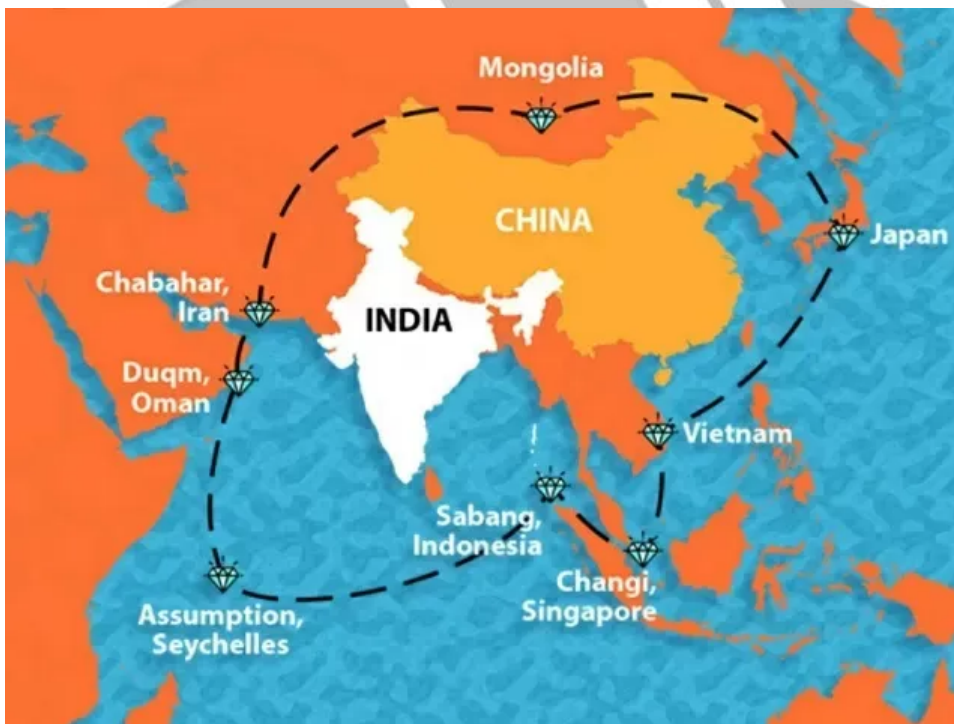 Mongolia
CHINA
Japan
Chabahar,
Iran
INDIA
Duqm,
Oman
Vietnam
Sabang,
Indonesia
Changi,
Singapore
Assumption,
Seychelles